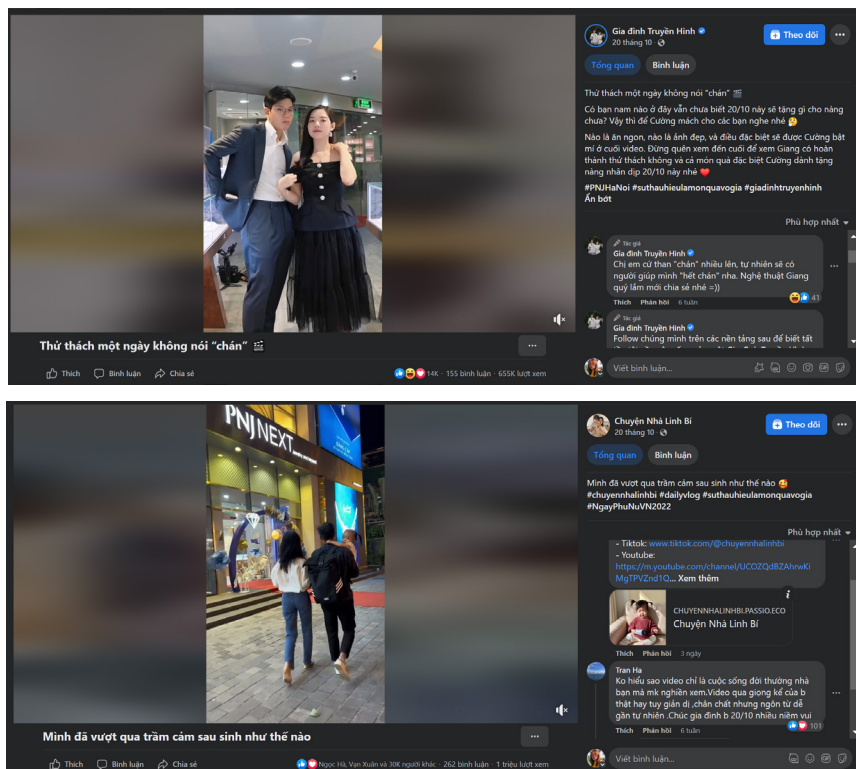 Gia đình Truyền Hình
20 tháng 10
Theo dõi
Tổng quan
Bình luận
Thử thách một ngày không nói "chán" 🎬
Có bạn nam nào ở đây vẫn chưa biết 20/10 này sẽ tặng gì cho nàng
chưa? Vậy thì để Cường mách cho các bạn nghe nhé
Nào là ăn ngon, nào là ảnh đẹp, và điều đặc biệt sẽ được Cường bật
mí ở cuối video. Đừng quên xem đến cuối để xem Giang có hoàn
thành thử thách không và cả món quà đặc biệt Cường dành tặng
nàng nhân dịp 20/10 này nhé ❤️
#PNJHaNoi #suthauhieulamonquavogia #giadinhtruyenhinh
Ẩn bớt
Phù hợp nhất
Tác giả
Gia đình Truyền Hình
Chị em cứ than "chán" nhiều lên, tự nhiên sẽ có
người giúp mình "hết chán" nha. Nghệ thuật Giang
quý lắm mới chia sẻ nhé =))
41
Thích Phản hồi 6 tuần
Tác giả
Gia đình Truyền Hình
Follow chúng mình trên các nền tảng sau để biết tất
Viết bình luận...
Thử thách một ngày không nói "chán" 🎬
Thích Bình luận Chia sẻ
14K · 155 bình luận · 655K lượt xem
PNJ NEXT
Chuyện Nhà Linh Bí
20 tháng 10
Theo dõi
Tổng quan
Bình luận
Mình đã vượt qua trầm cảm sau sinh như thế nào 🥰
#chuyennhalinhbi #dailyvlog #suthauhieulamonquavogia
#NgayPhuNuVN2022
Phù hợp nhất
- Tiktok: www.tiktok.com/@chuyennhalinhbi
- Youtube:
https://m.youtube.com/channel/UCOZQdBZAhrwKi
MgTPVZnd1Q... Xem thêm
CHUYENNHALINHBI.PASSIO.ECO
Chuyện Nhà Linh Bí
Thích Phản hồi 3 ngày
Tran Ha
Ko hiểu sao video chỉ là cuộc sống đời thường nhà
bạn mà mk nghiền xem.Video qua giọng kể của b
thật hay tuy giản dị ,chân chất nhưng ngôn từ dễ
gần tự nhiên .Chúc gia đình b 20/10 nhiều niềm vui
101
Thích Phản hồi 6 tuần
Viết bình luận...
Mình đã vượt qua trầm cảm sau sinh như thế nào
Thích Bình luận Chia sẻ
Ngọc Hà, Vạn Xuân và 30K người khác · 262 bình luận · 1 triệu lượt xem